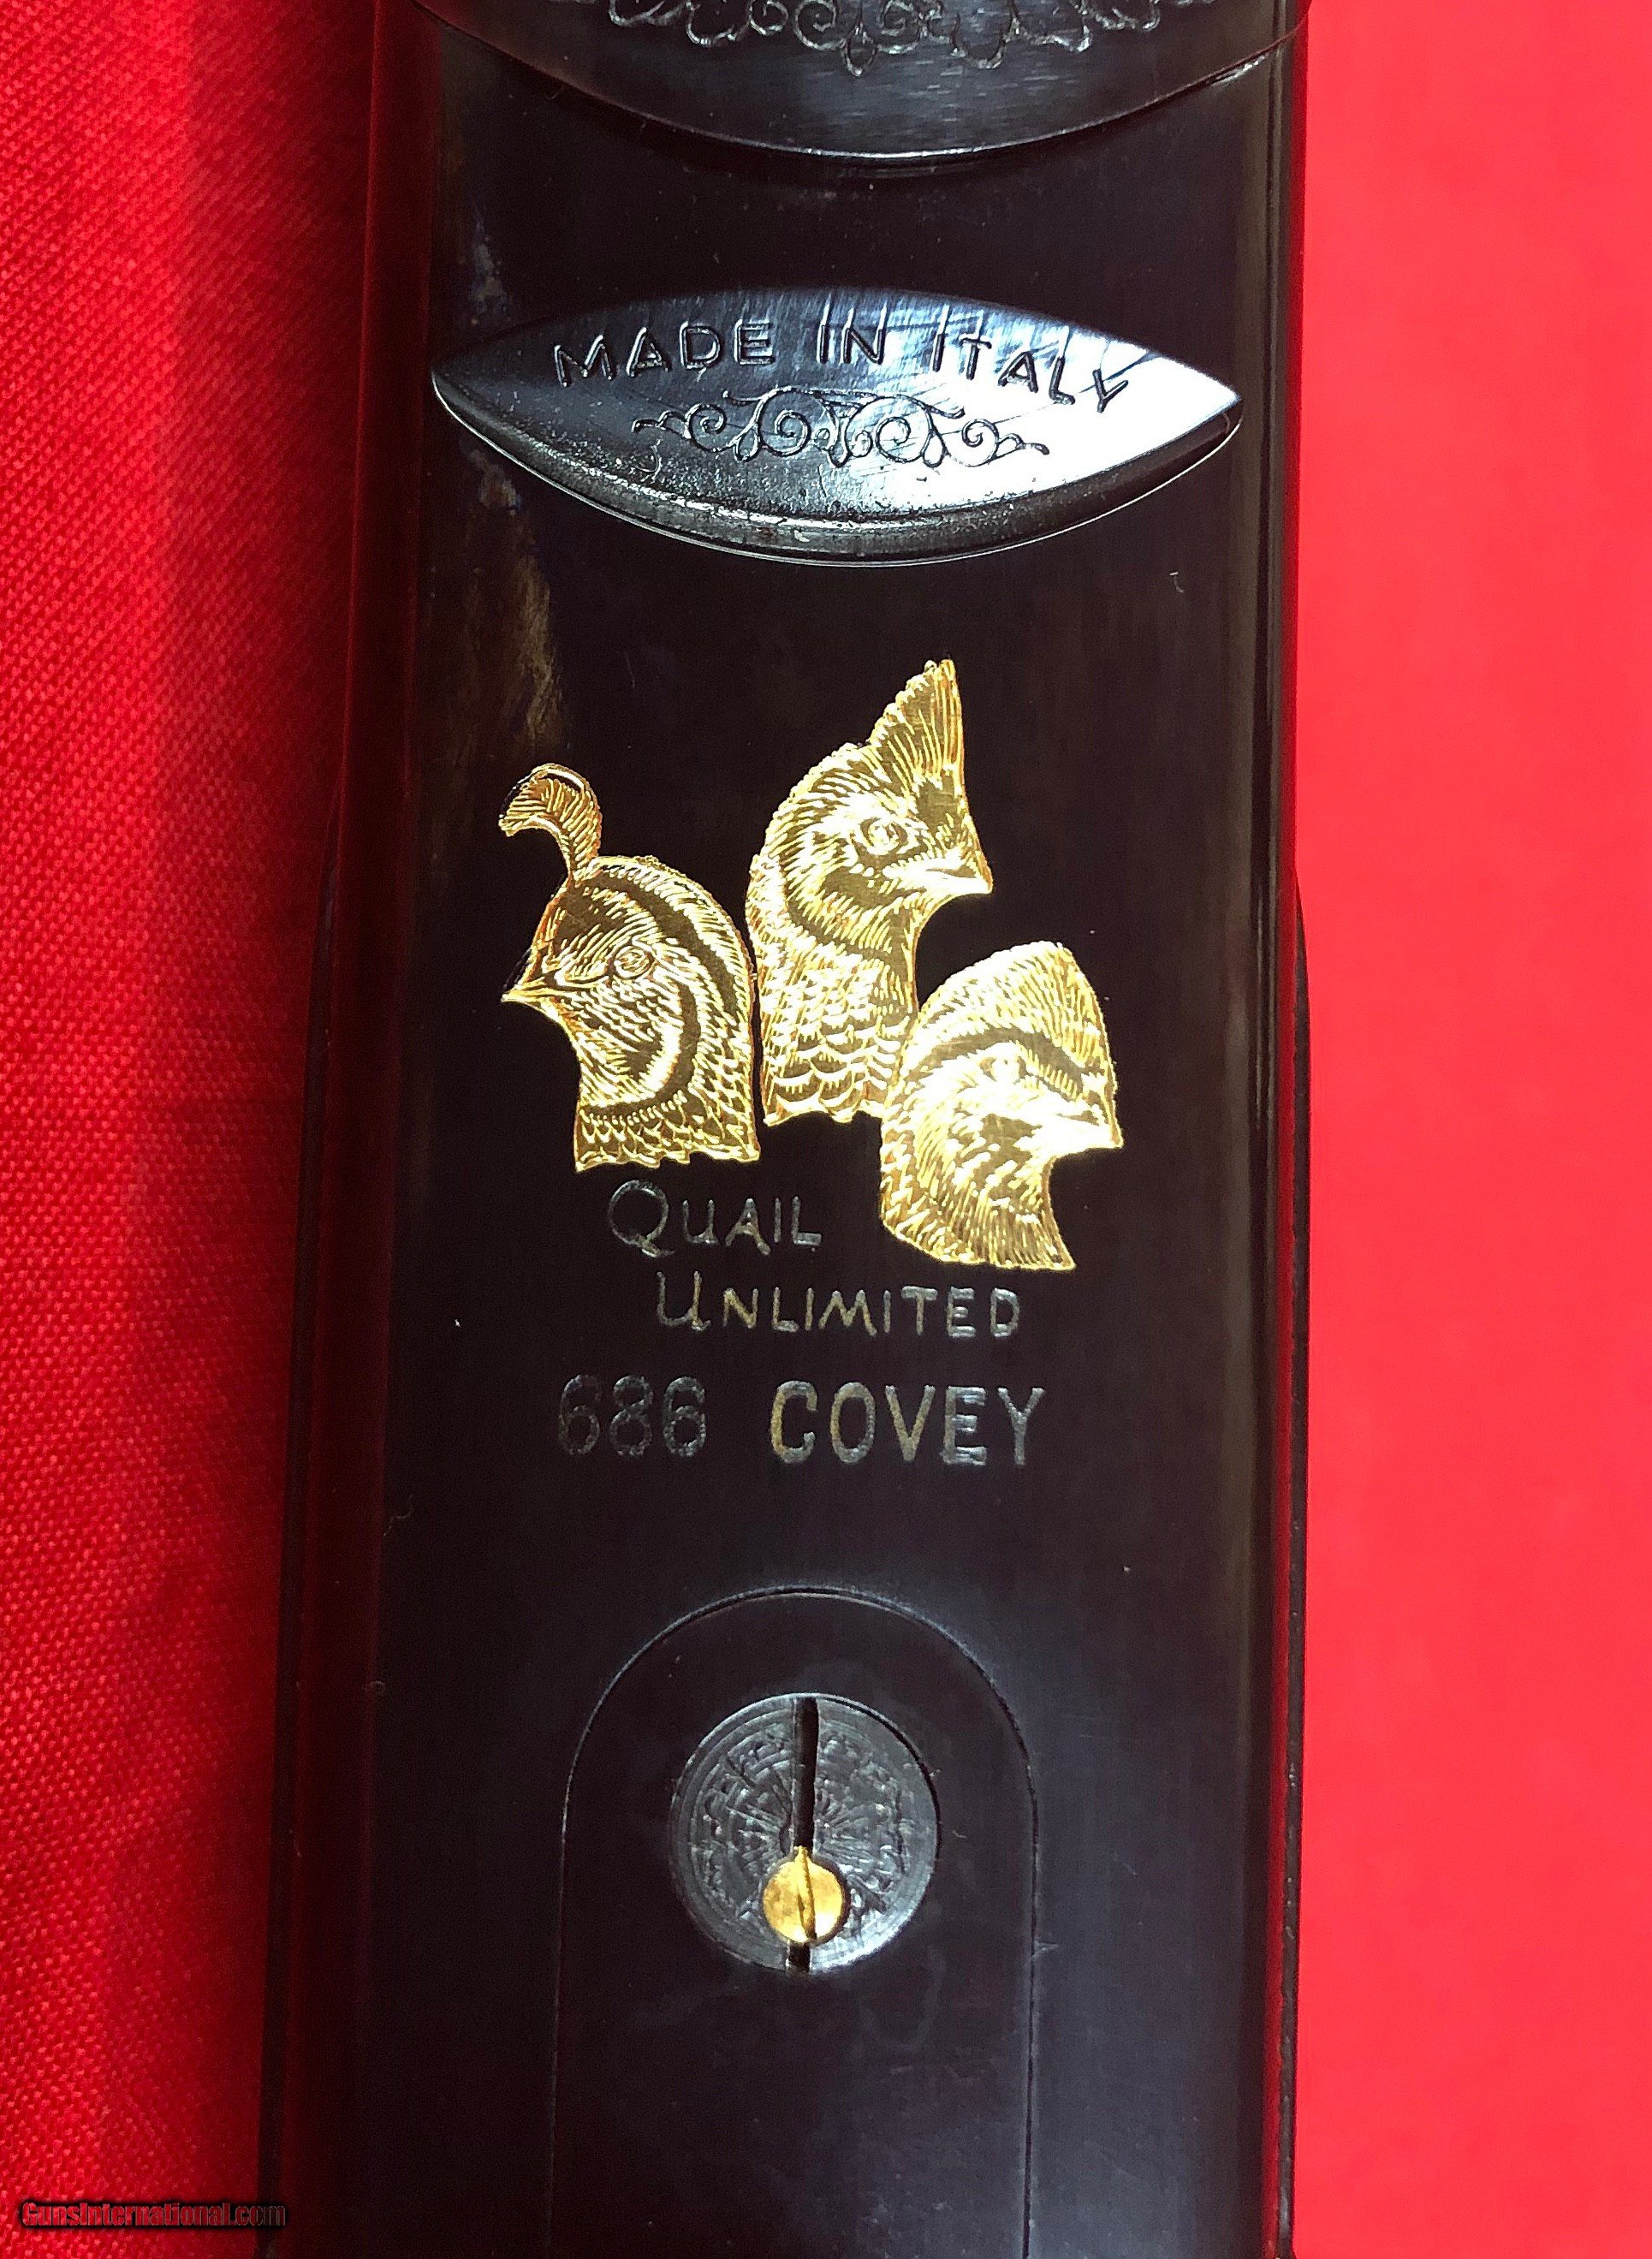 MADE IN ITALY
QUAIL
UNLIMITED
686 COVEY
GunsInternational.com